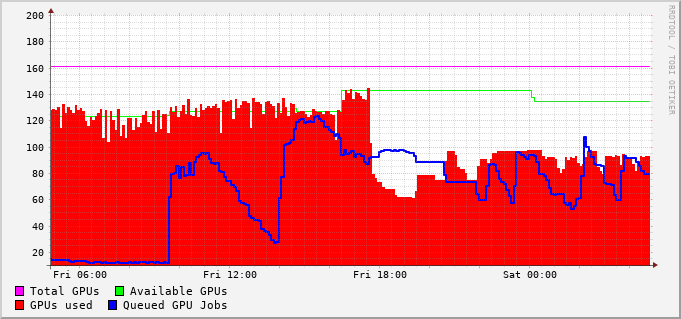 200
180
160
140
120
100
80
60
40
20
Fri 06:00 Fri 12:00 Fri 18:00 Sat 00:00
Total GPUs Available GPUs
GPUs used Queued GPU Jobs
RRDTOOL / TOBI OETIKER